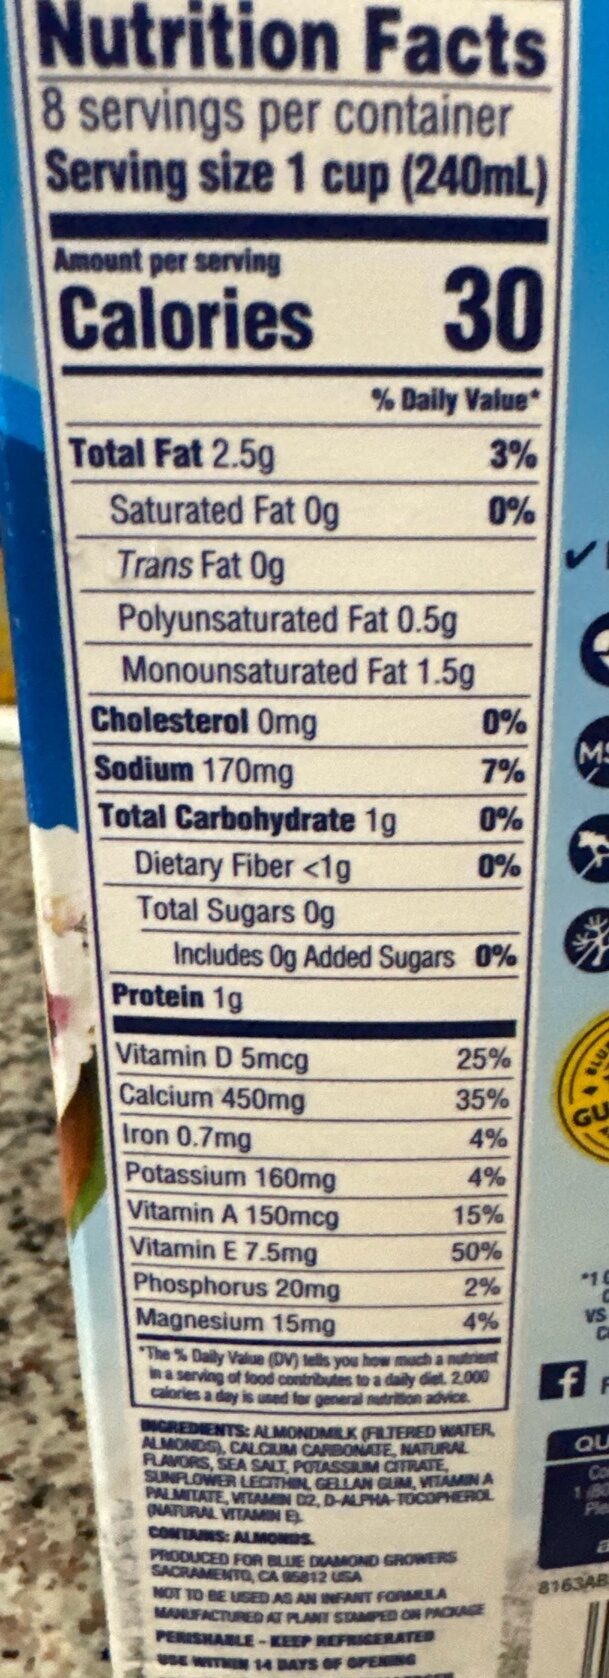 Nutrition Facts
8 servings per container
Serving size 1 cup (240mL)
Amount per serving
Calories 30
% Daily Value*
Total Fat 2.5g 3%
Saturated Fat 0g 0%
Trans Fat 0g
Polyunsaturated Fat 0.5g
Monounsaturated Fat 1.5g
Cholesterol 0mg 0%
Sodium 170mg 7%
Total Carbohydrate 1g 0%
Dietary Fiber <1g 0%
Total Sugars 0g
Includes 0g Added Sugars 0%
Protein 1g
Vitamin D 5mcg 25%
Calcium 450mg 35%
Iron 0.7mg 4%
Potassium 160mg 4%
Vitamin A 150mcg 15%
Vitamin E 7.5mg 50%
Phosphorus 20mg 2%
Magnesium 15mg 4%
*The % Daily Value (DV) tells you how much a nutrient
in a serving of food contributes to a daily diet. 2,000
calories a day is used for general nutrition advice.
INGREDIENTS: ALMONDMILK (FILTERED WATER,
ALMONDS), CALCIUM CARBONATE, NATURAL
FLAVORS, SEA SALT, POTASSIUM CITRATE,
SUNFLOWER LECITHIN, GELLAN GUM, VITAMIN A
PALMITATE, VITAMIN D2, D-ALPHA-TOCOPHEROL
(NATURAL VITAMIN E).
CONTAINS: ALMONDS.
PRODUCED FOR BLUE DIAMOND GROWERS
SACRAMENTO, CA 95812 USA
NOT TO BE USED AS AN INFANT FORMULA
MANUFACTURED AT PLANT STAMPED ON PACKAGE
PERISHABLE - KEEP REFRIGERATED
USE WITHIN 14 DAYS OF OPENING
MS
GU
VS
f
QU
8163AB